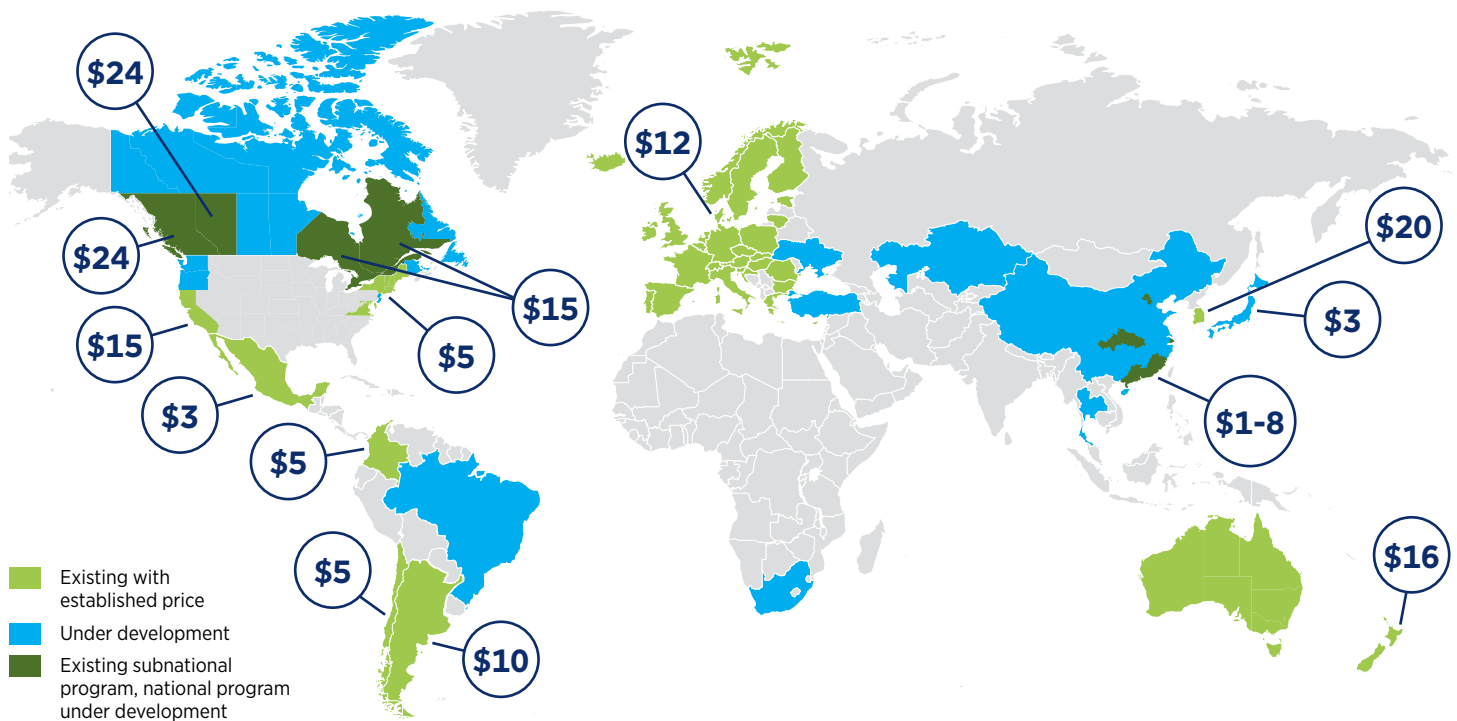 $24
$12
$20
$24
$15
$3
$15
$5
$3
$1-8
$5
$16
$5
$10
Existing with
established price
Under development
Existing subnational
program, national program
under development